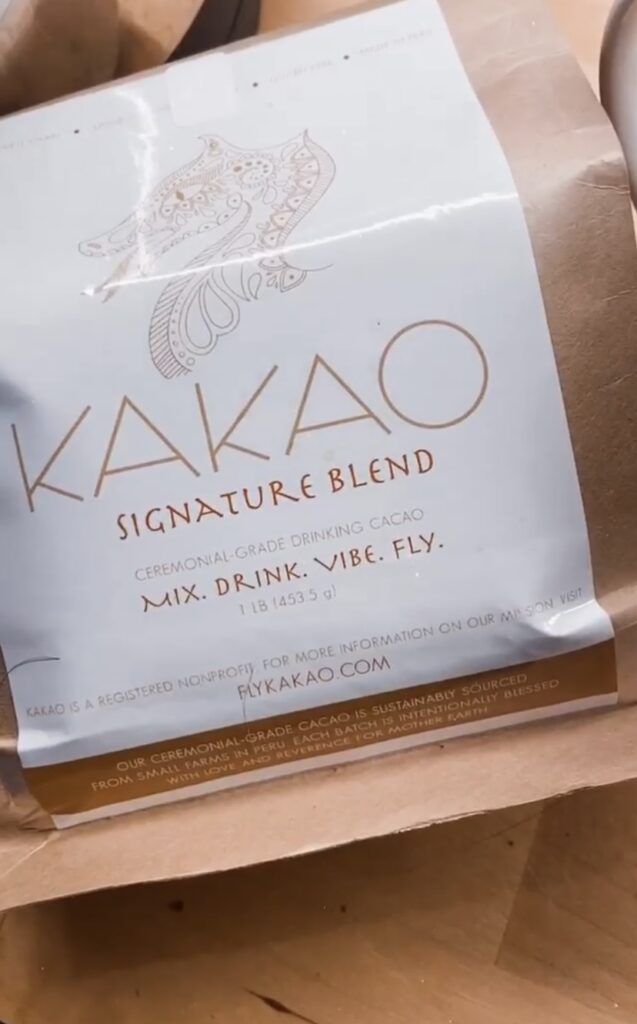 KAKAO
SIGNATURE BLEND
CEREMONIAL-GRADE DRINKING CACAO
MIX. DRINK. VIBE. FLY.
1 LB (453.5 g)
KAKAO IS A REGISTERED NONPROFIT. FOR MORE INFORMATION ON OUR MISSION VISIT
FLYKAKAO.COM
OUR CEREMONIAL-GRADE CACAO IS SUSTAINABLY SOURCED
FROM SMALL FARMS IN PERU. EACH BATCH IS INTENTIONALLY BLESSED
WITH LOVE AND REVERENCE FOR MOTHER EARTH